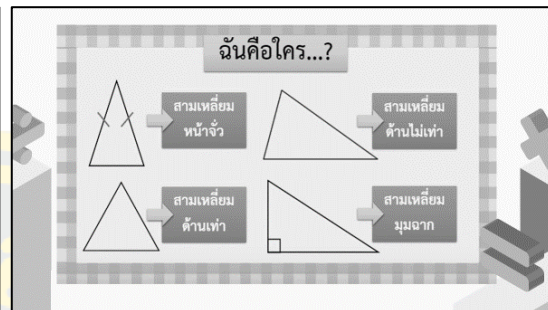 ฉันคือใคร...?
สามเหลี่ยม
หน้าจั่ว
สามเหลี่ยม
ด้านไม่เท่า
สามเหลี่ยม
ด้านเท่า
สามเหลี่ยม
มุมฉาก